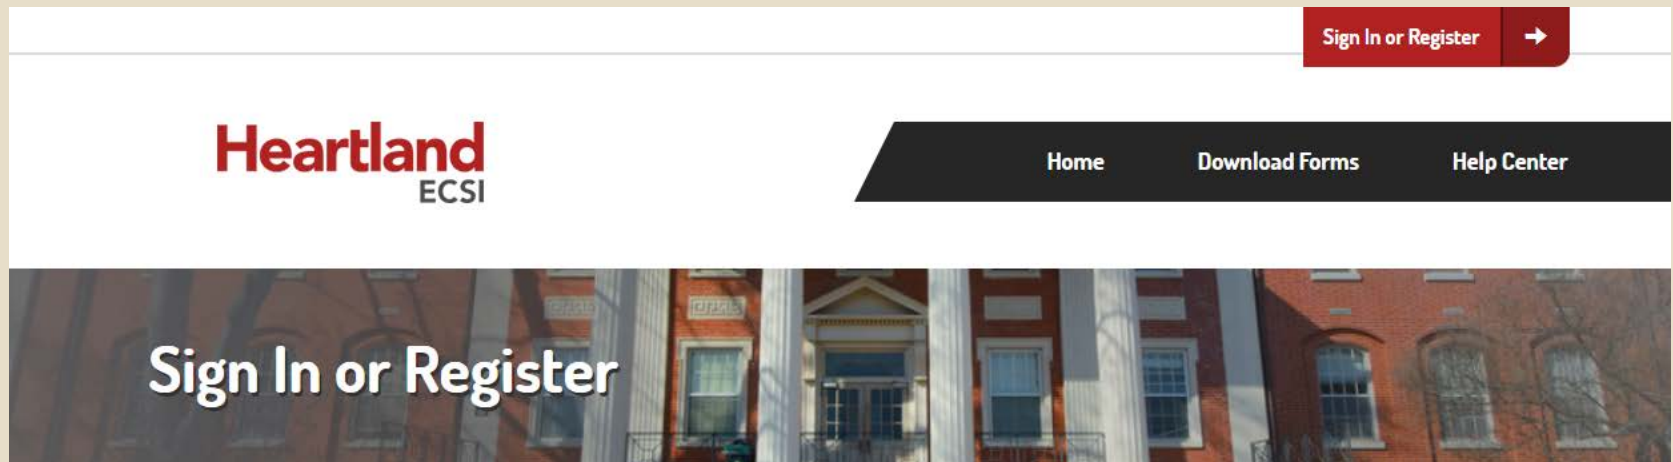 Sign In or Register
Heartland
ECSI
Home Download Forms Help Center
Sign In or Register